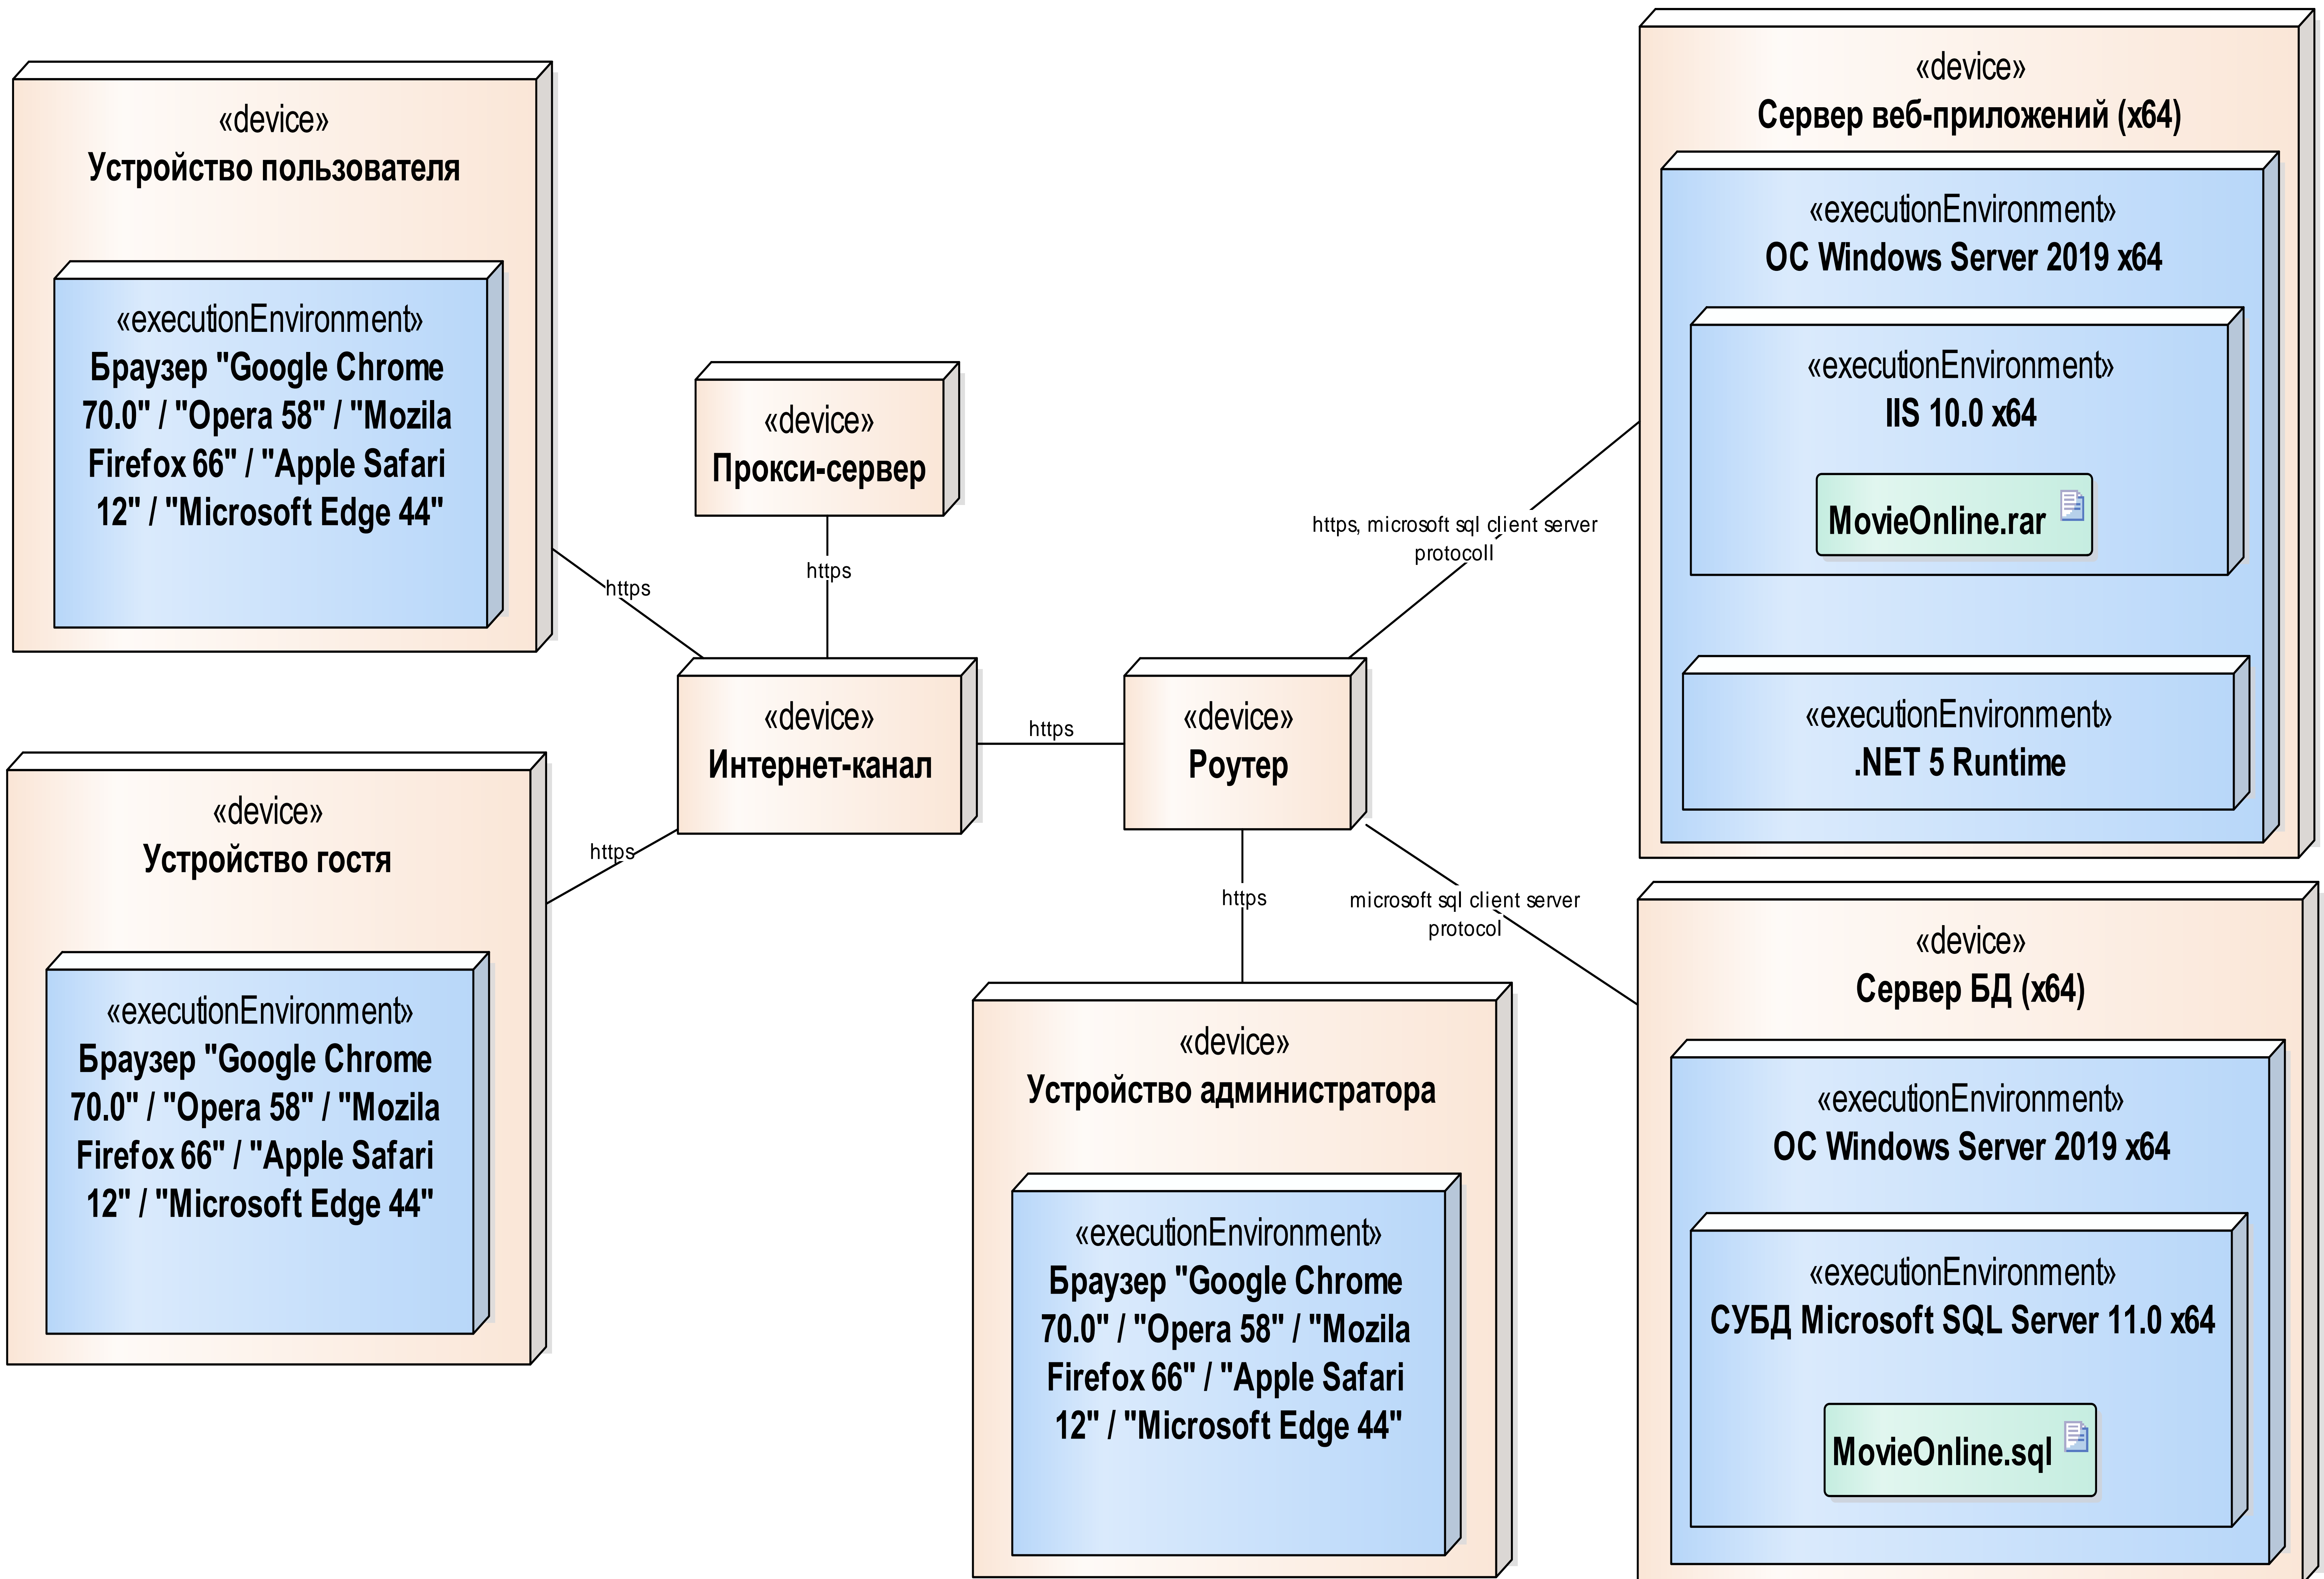 «device»
Устройство пользователя
«executionEnvironment»
Браузер "Google Chrome
70.0" / "Opera 58" / "Mozila
Firefox 66" / "Apple Safari
12" / "Microsoft Edge 44"
https
«device»
Прокси-сервер
https
«device»
Интернет-канал
https
«device»
Роутер
https, microsoft sql client server
protocoll
«device»
Сервер веб-приложений (x64)
«executionEnvironment»
ОС Windows Server 2019 x64
«executionEnvironment»
IIS 10.0 x64
MovieOnline.rar
«executionEnvironment»
.NET 5 Runtime
«device»
Устройство гостя
«executionEnvironment»
Браузер "Google Chrome
70.0" / "Opera 58" / "Mozila
Firefox 66" / "Apple Safari
12" / "Microsoft Edge 44"
https
https
«device»
Устройство администратора
«executionEnvironment»
Браузер "Google Chrome
70.0" / "Opera 58" / "Mozila
Firefox 66" / "Apple Safari
12" / "Microsoft Edge 44"
microsoft sql client server
protocol
«device»
Сервер БД (x64)
«executionEnvironment»
ОС Windows Server 2019 x64
«executionEnvironment»
СУБД Microsoft SQL Server 11.0 x64
MovieOnline.sql